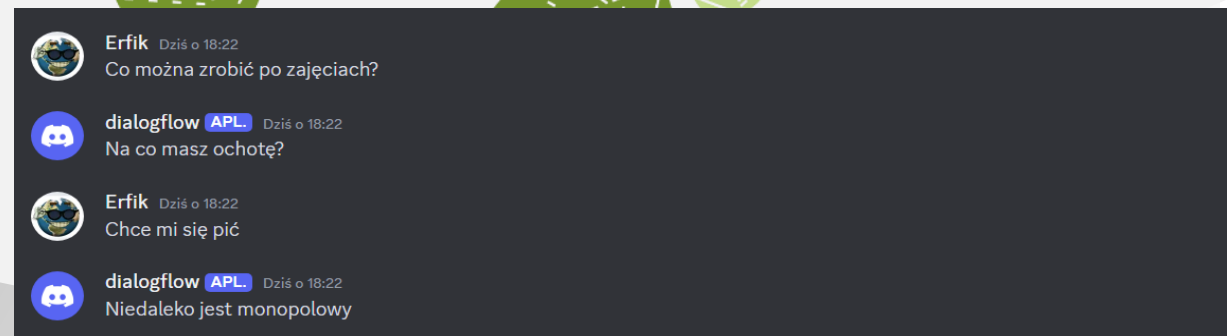 Erfik Dziś o 18:22
Co można zrobić po zajęciach?
dialogflow APL. Dziś o 18:22
Na co masz ochotę?
Erfik Dziś o 18:22
Chce mi się pić
dialogflow APL. Dziś o 18:22
Niedaleko jest monopolowy